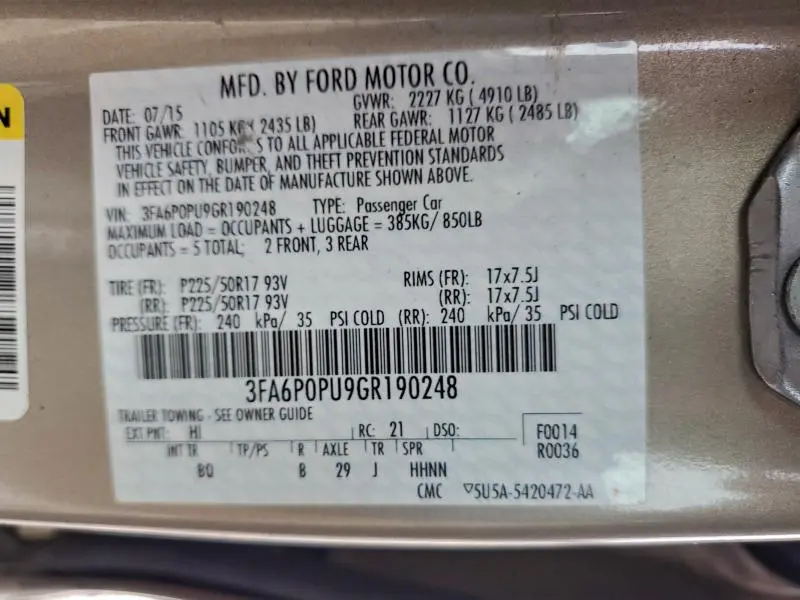 MFD. BY FORD MOTOR CO.
DATE: 07/15 GVWR: 2227 KG ( 4910 LB)
FRONT GAWR: 1105 KG( 2435 LB) REAR GAWR: 1127 KG ( 2485 LB)
THIS VEHICLE CONFORMS TO ALL APPLICABLE FEDERAL MOTOR
VEHICLE SAFETY, BUMPER, AND THEFT PREVENTION STANDARDS
IN EFFECT ON THE DATE OF MANUFACTURE SHOWN ABOVE.
VIN: 3FA6P0PU9GR190248 TYPE: Passenger Car
MAXIMUM LOAD = OCCUPANTS + LUGGAGE = 385KG/ 850LB
OCCUPANTS = 5 TOTAL; 2 FRONT, 3 REAR
TIRE (FR): P225/50R17 93V RIMS (FR): 17x7.5J
(RR): P225/50R17 93V (RR): 17x7.5J
PRESSURE (FR): 240 kPa/ 35 PSI COLD (RR): 240 kPa/ 35 PSI COLD
3FA6P0PU9GR190248
TRAILER TOWING - SEE OWNER GUIDE
EXT PNT: HI RC: 21 DSO: F0014
INT TR TP/PS R AXLE TR SPR R0036
BQ B 29 J HHNN
CMC ▽5U5A-5420472-AA
N